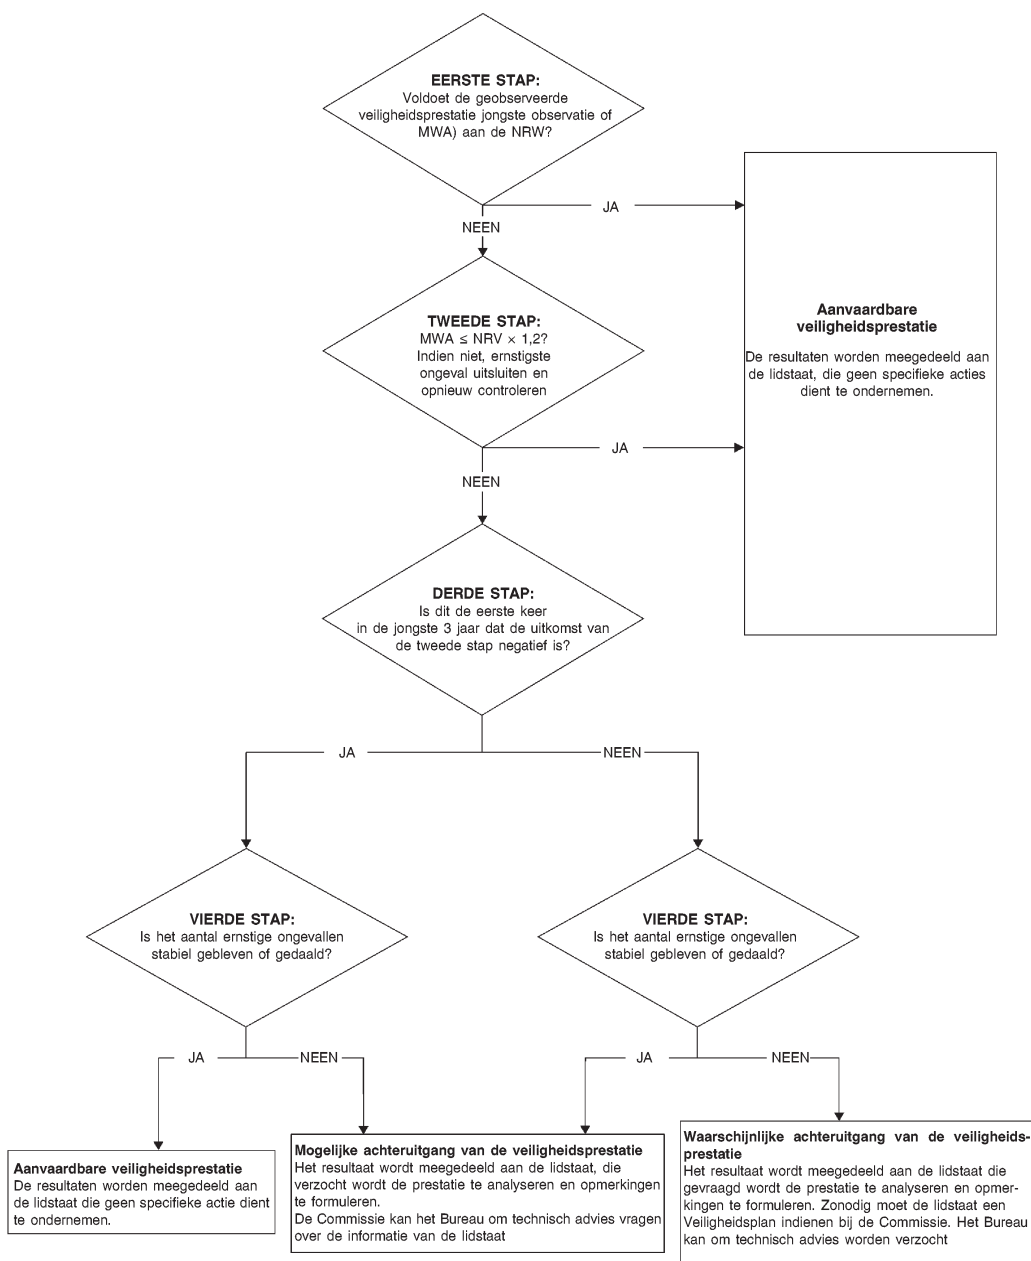 EERSTE STAP:
Voldoet de geobserveerde
veiligheidsprestatie jongste observatie of
MWA) aan de NRW?
JA
NEEN
TWEEDE STAP:
MWA ≤ NRV × 1,2?
Indien niet, ernstigste
ongeval uitsluiten en
opnieuw controleren
Aanvaardbare
veiligheidsprestatie
De resultaten worden meegedeeld aan
de lidstaat, die geen specifieke acties
dient te ondernemen.
JA
NEEN
DERDE STAP:
Is dit de eerste keer
in de jongste 3 jaar dat de uitkomst van
de tweede stap negatief is?
JA
NEEN
VIERDE STAP:
Is het aantal ernstige ongevallen
stabiel gebleven of gedaald?
VIERDE STAP:
Is het aantal ernstige ongevallen
stabiel gebleven of gedaald?
JA
NEEN
JA
NEEN
Aanvaardbare veiligheidsprestatie
De resultaten worden meegedeeld aan
de lidstaat die geen specifieke actie dient
te ondernemen.
Mogelijke achteruitgang van de veiligheidsprestatie
Het resultaat wordt meegedeeld aan de lidstaat, die
verzocht wordt de prestatie te analyseren en opmerkingen
te formuleren.
De Commissie kan het Bureau om technisch advies vragen
over de informatie van de lidstaat
Waarschijnlijke achteruitgang van de veiligheids-
prestatie
Het resultaat wordt meegedeeld aan de lidstaat die
gevraagd wordt de prestatie te analyseren en opmer-
kingen te formuleren. Zonodig moet de lidstaat een
Veiligheidsplan indienen bij de Commissie. Het Bureau
kan om technisch advies worden verzocht